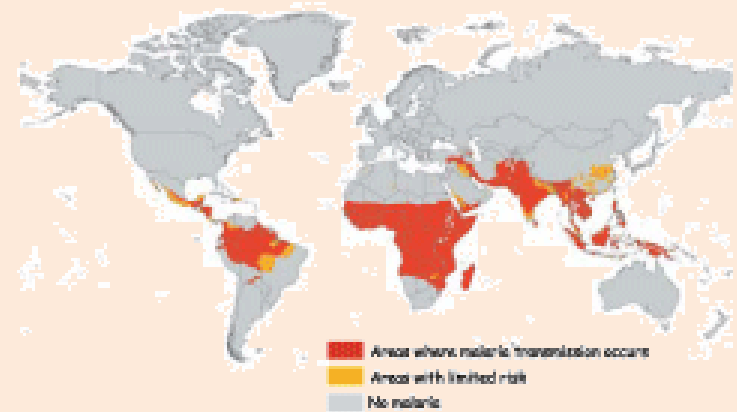 Areas where malaria transmission occurs
Areas with limited risk
No malaria